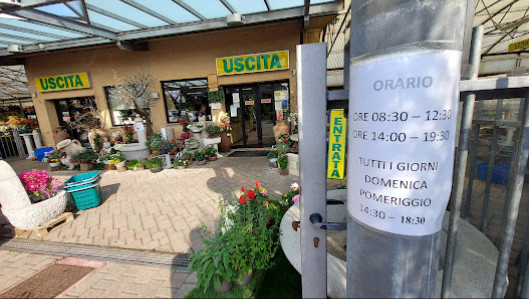 USCITA
USCITA
ENTRATA
ORARIO
ORE 08:30 – 12:30
ORE 14:00 – 19:30
TUTTI I GIORNI
DOMENICA
POMERIGGIO
14:30 – 18:30